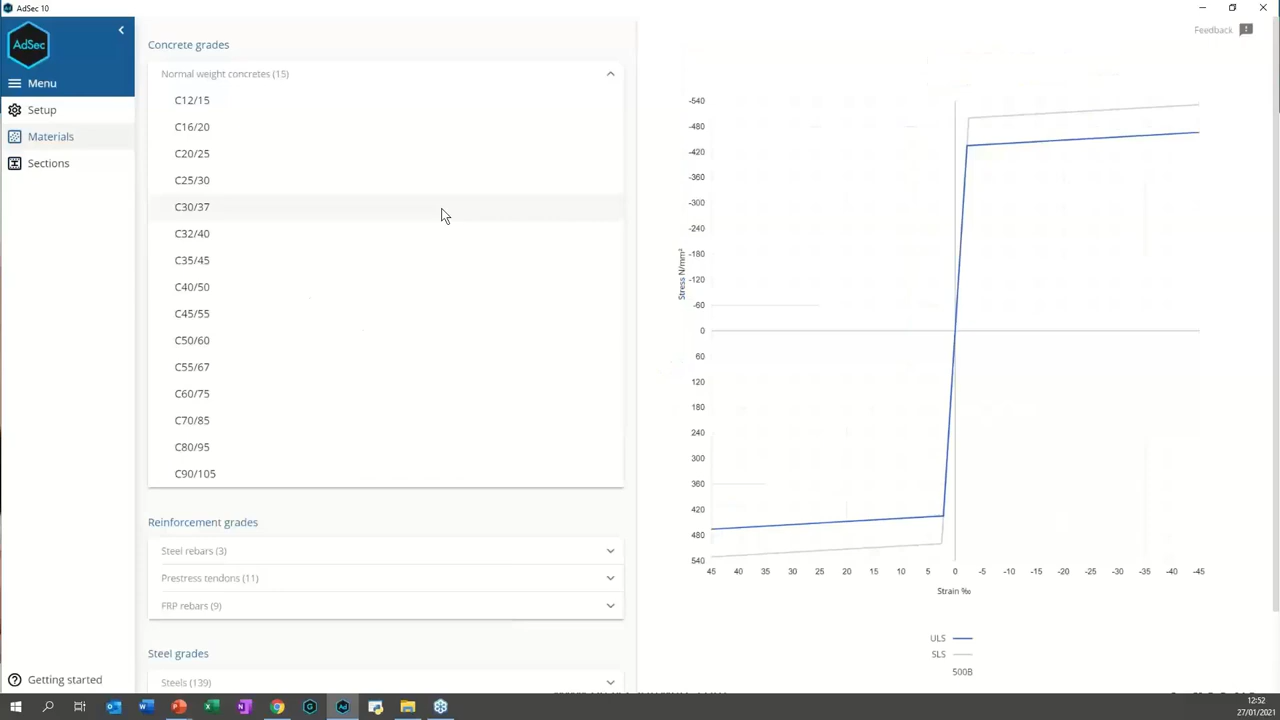 AdSec 10
AdSec
Menu
Setup
Materials
Sections
Getting started
Concrete grades
Normal weight concretes (15)
C12/15
C16/20
C20/25
C25/30
C30/37
C32/40
C35/45
C40/50
C45/55
C50/60
C55/67
C60/75
C70/85
C80/95
C90/105
Reinforcement grades
Steel rebars (3)
Prestress tendons (11)
FRP rebars (9)
Steel grades
Steels (139)
Feedback
Stress N/mm²
-540
-480
-420
-360
-300
-240
-180
-120
-60
0
60
120
180
240
300
360
420
480
540
45 40 35 30 25 20 15 10 5 0 -5 -10 -15 -20 -25 -30 -35 -40 -45
Strain ‰
ULS
SLS
500B
12:52
27/01/2021